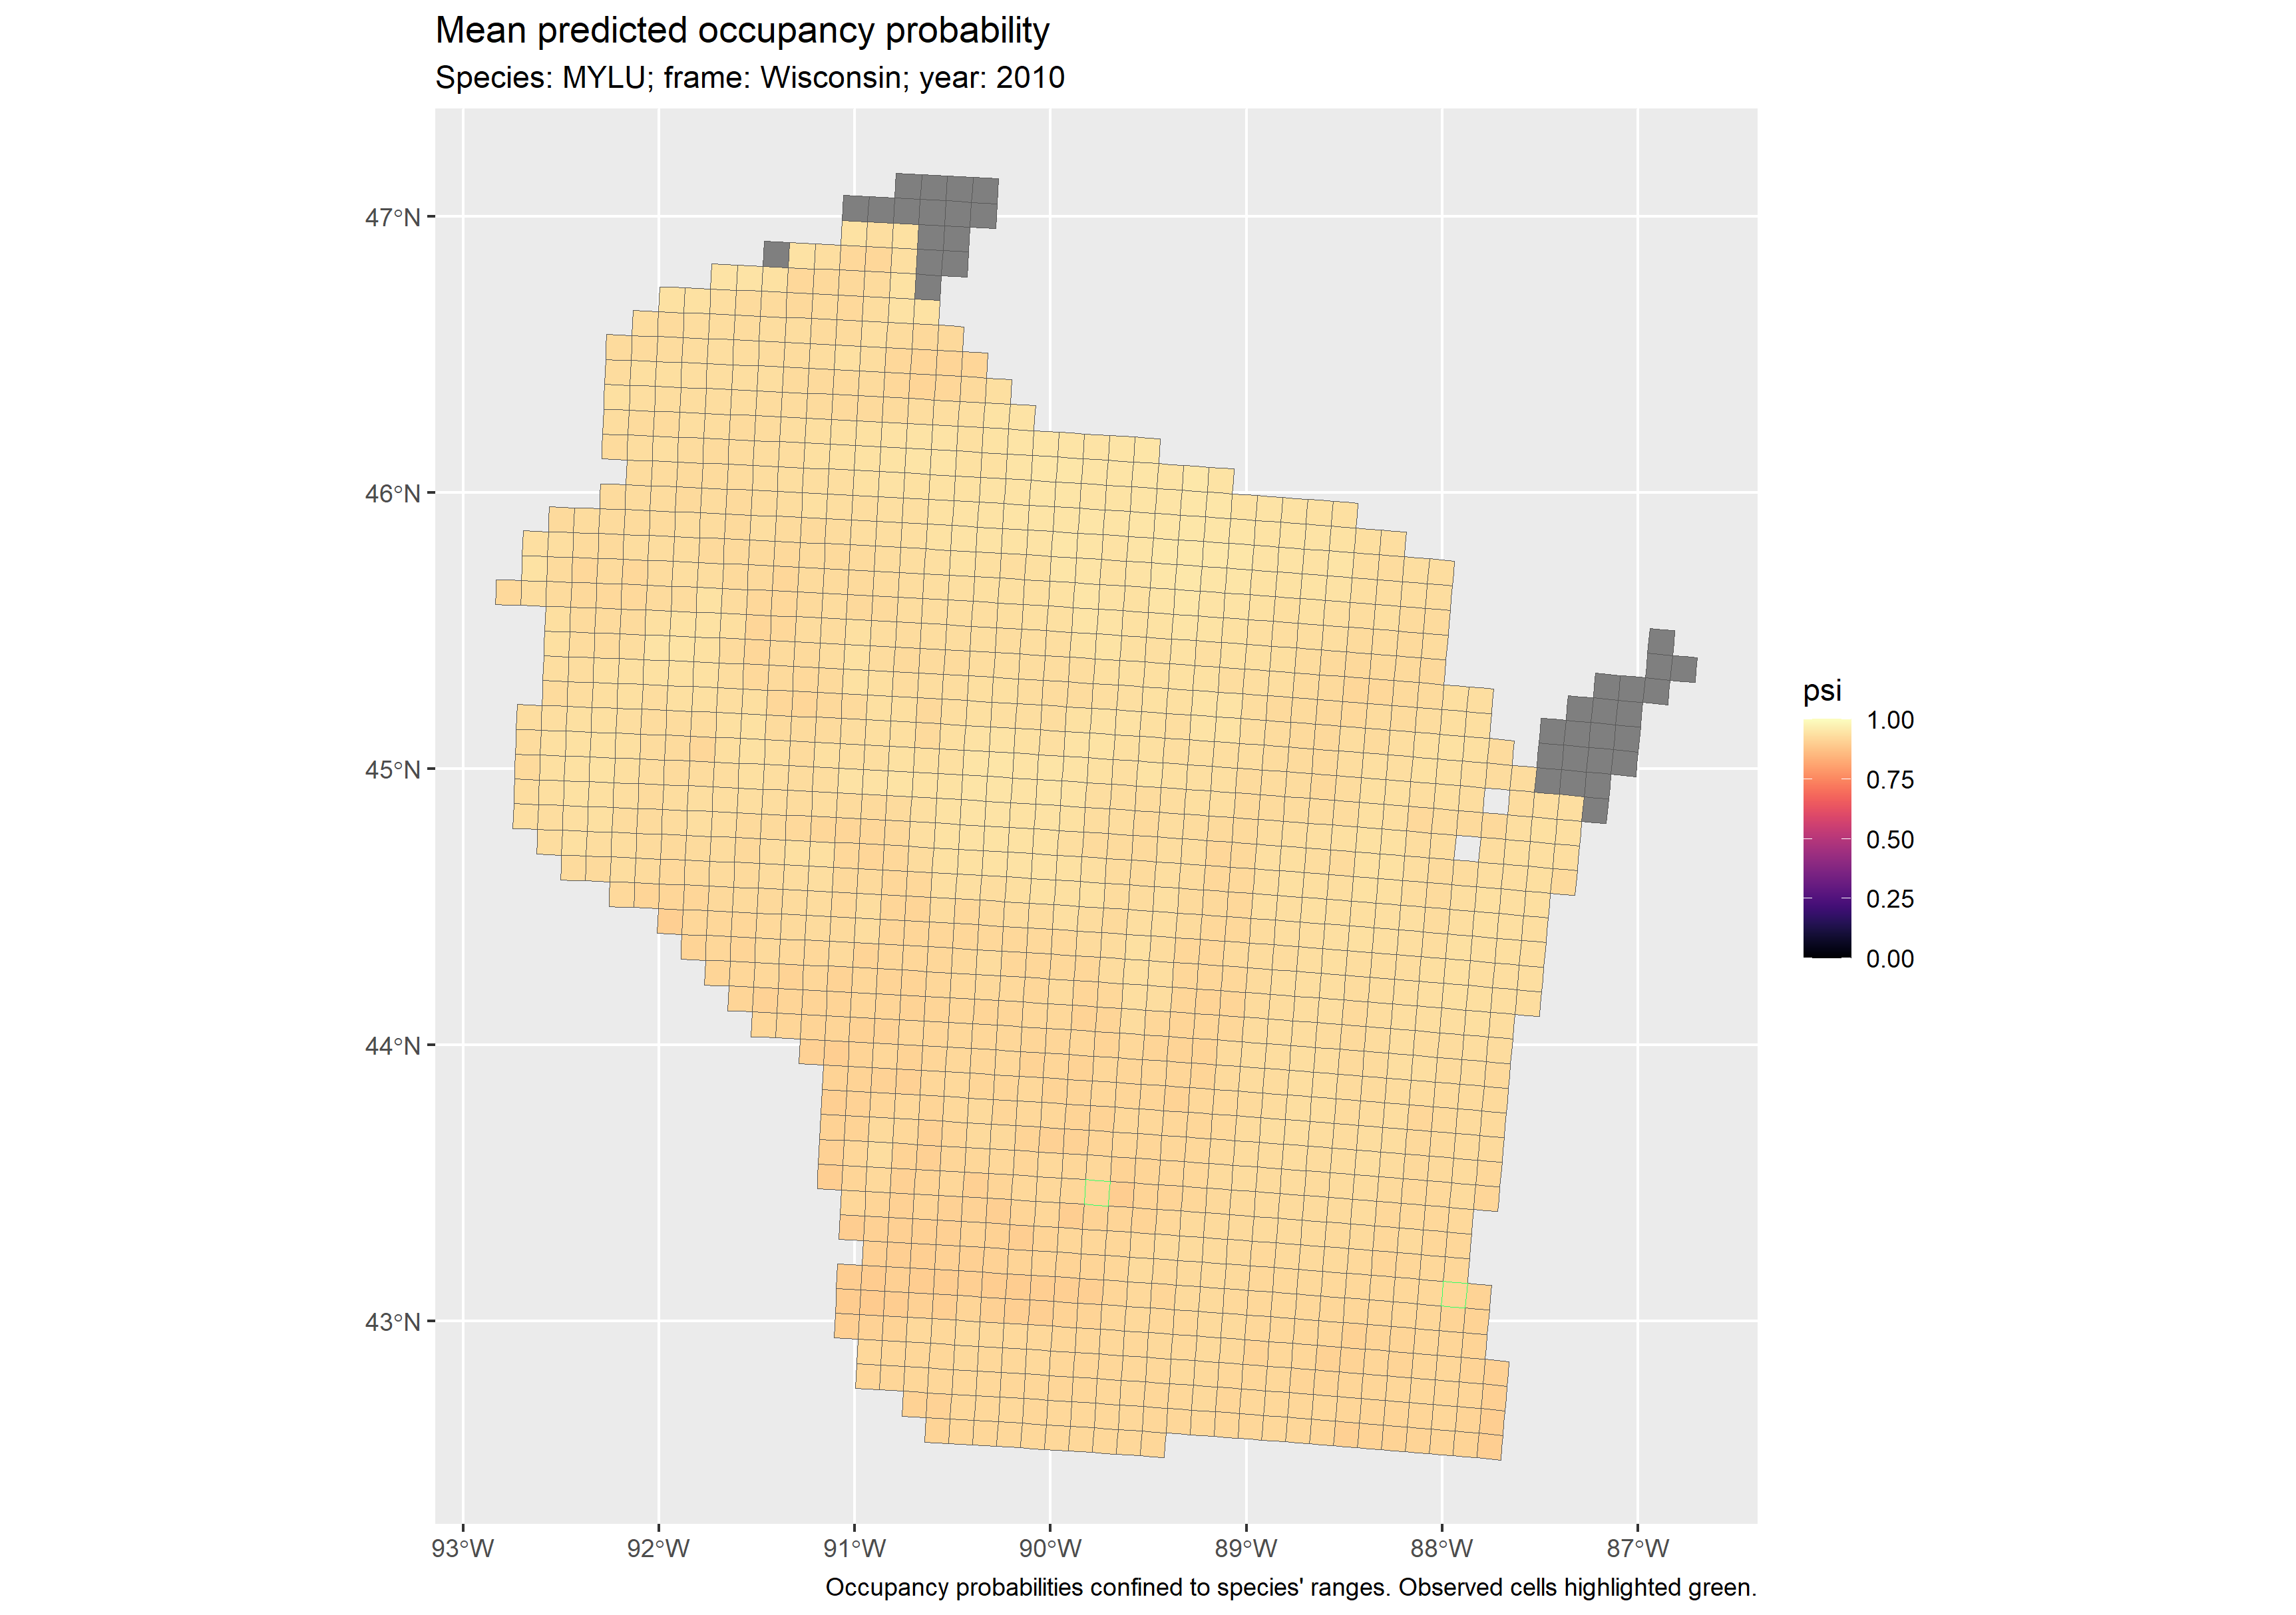 Mean predicted occupancy probability
Species: MYLU; frame: Wisconsin; year: 2010
47°N
46°N
45°N
44°N
43°N
93°W
92°W
91°W
90°W
89°W
88°W
87°W
psi
1.00
0.75
0.50
0.25
0.00
Occupancy probabilities confined to species' ranges. Observed cells highlighted green.